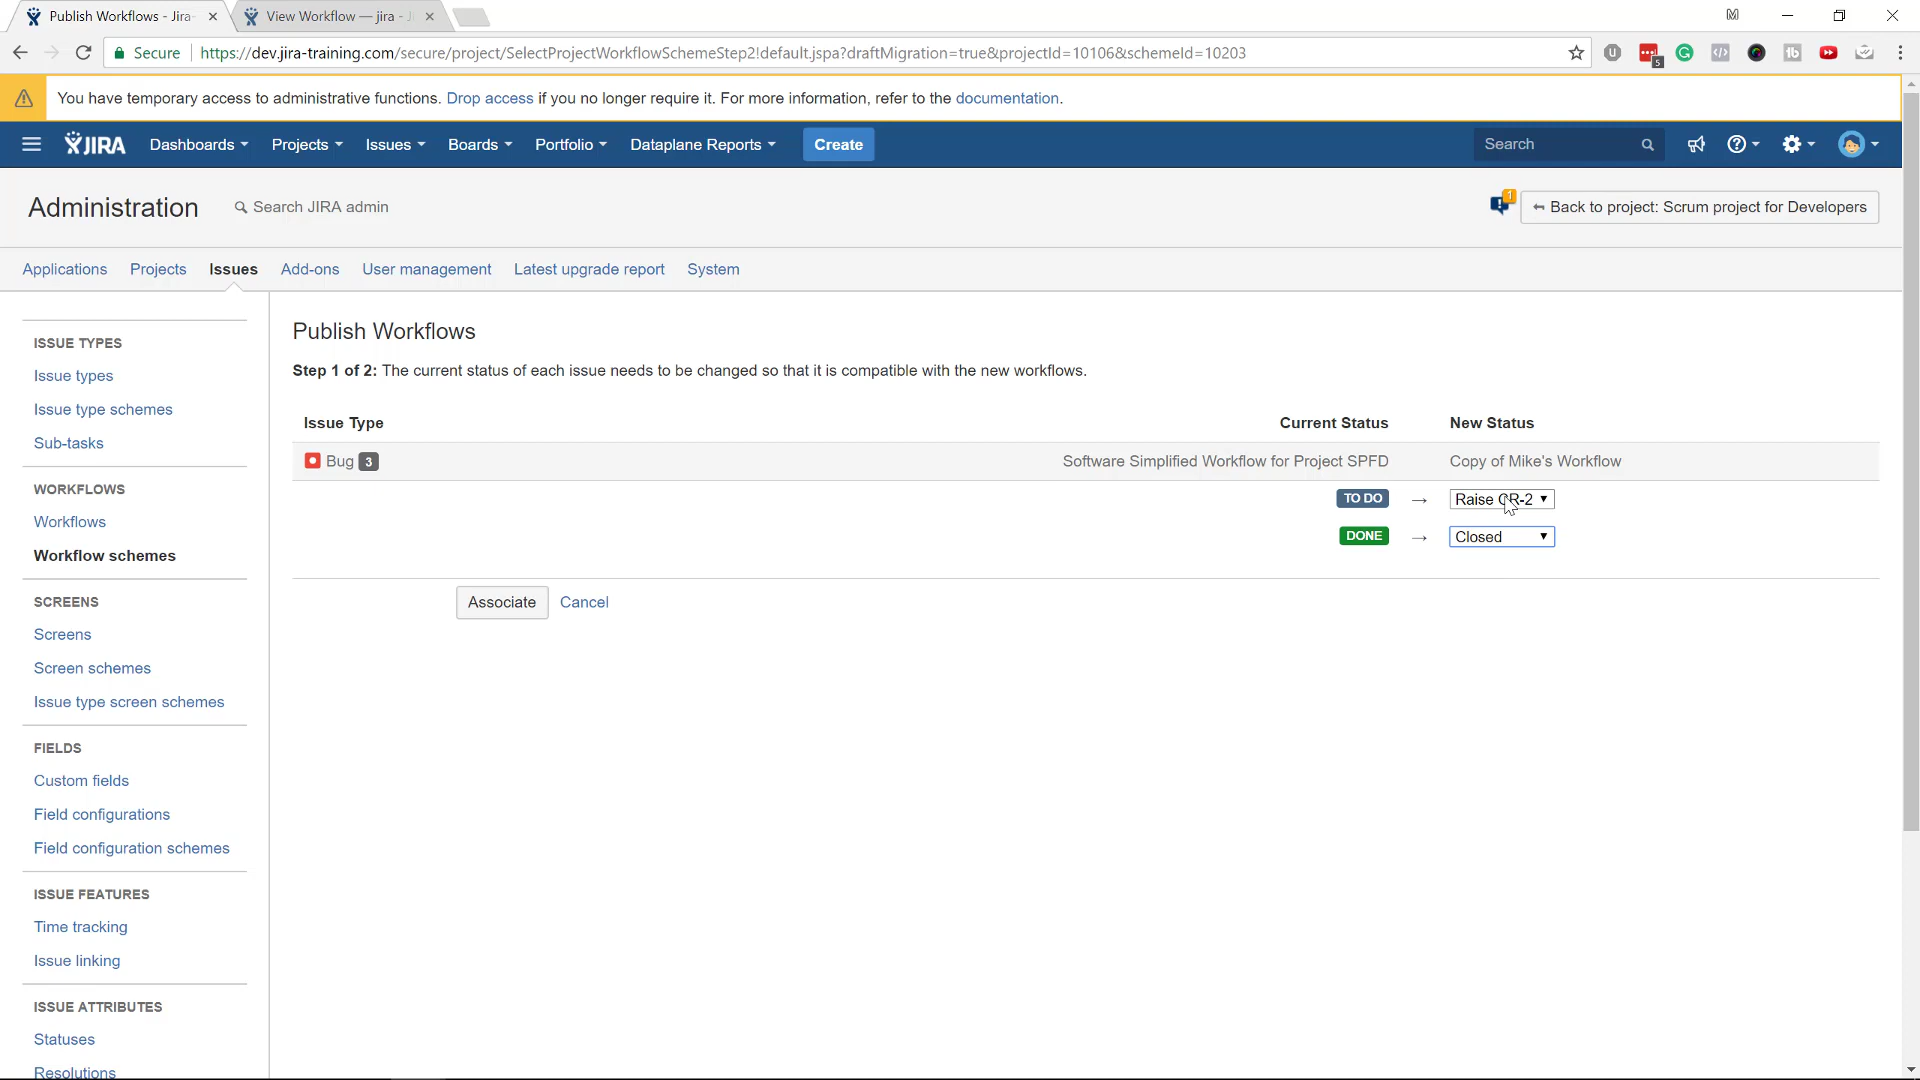 Publish Workflows - Jira
View Workflow — jira - J
Secure
https://dev.jira-training.com/secure/project/SelectProjectWorkflowSchemeStep2!default.jspa?draftMigration=true&projectId=10106&schemeId=10203
5
You have temporary access to administrative functions. Drop access if you no longer require it. For more information, refer to the documentation.
JIRA
Dashboards
Projects
Issues
Boards
Portfolio
Dataplane Reports
Create
Search
Administration
Search JIRA admin
1
Back to project: Scrum project for Developers
Applications
Projects
Issues
Add-ons
User management
Latest upgrade report
System
ISSUE TYPES
Issue types
Issue type schemes
Sub-tasks
WORKFLOWS
Workflows
Workflow schemes
SCREENS
Screens
Screen schemes
Issue type screen schemes
FIELDS
Custom fields
Field configurations
Field configuration schemes
ISSUE FEATURES
Time tracking
Issue linking
ISSUE ATTRIBUTES
Statuses
Resolutions
Publish Workflows
Step 1 of 2: The current status of each issue needs to be changed so that it is compatible with the new workflows.
Issue Type
Current Status
New Status
Bug 3
Software Simplified Workflow for Project SPFD
Copy of Mike's Workflow
TO DO → Raise CR-2
DONE → Closed
Associate
Cancel